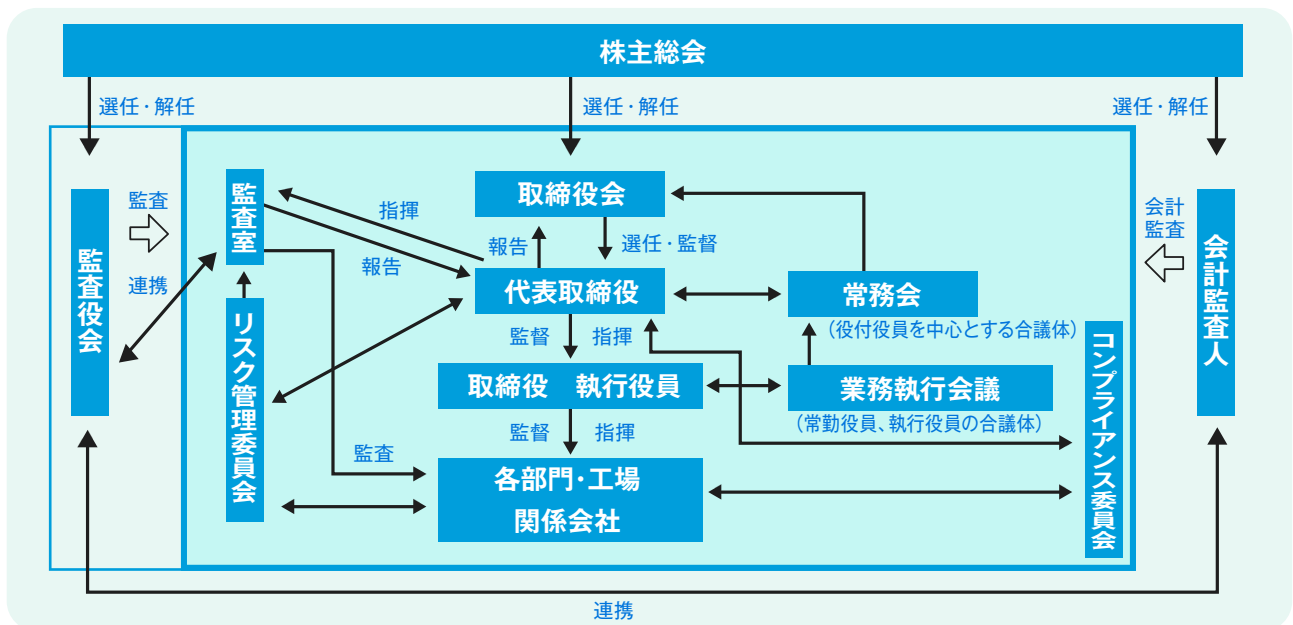 株主総会
選任・解任
選任・解任
選任・解任
監査役会
監査
連携
監査室
リスク管理委員会
指揮
報告
監査
取締役会
報告
選任・監督
代表取締役
監督
指揮
取締役　執行役員
監督
指揮
各部門・工場
関係会社
常務会
（役付役員を中心とする合議体）
業務執行会議
（常勤役員、執行役員の合議体）
コンプライアンス委員会
会計
監査
会計監査人
連携